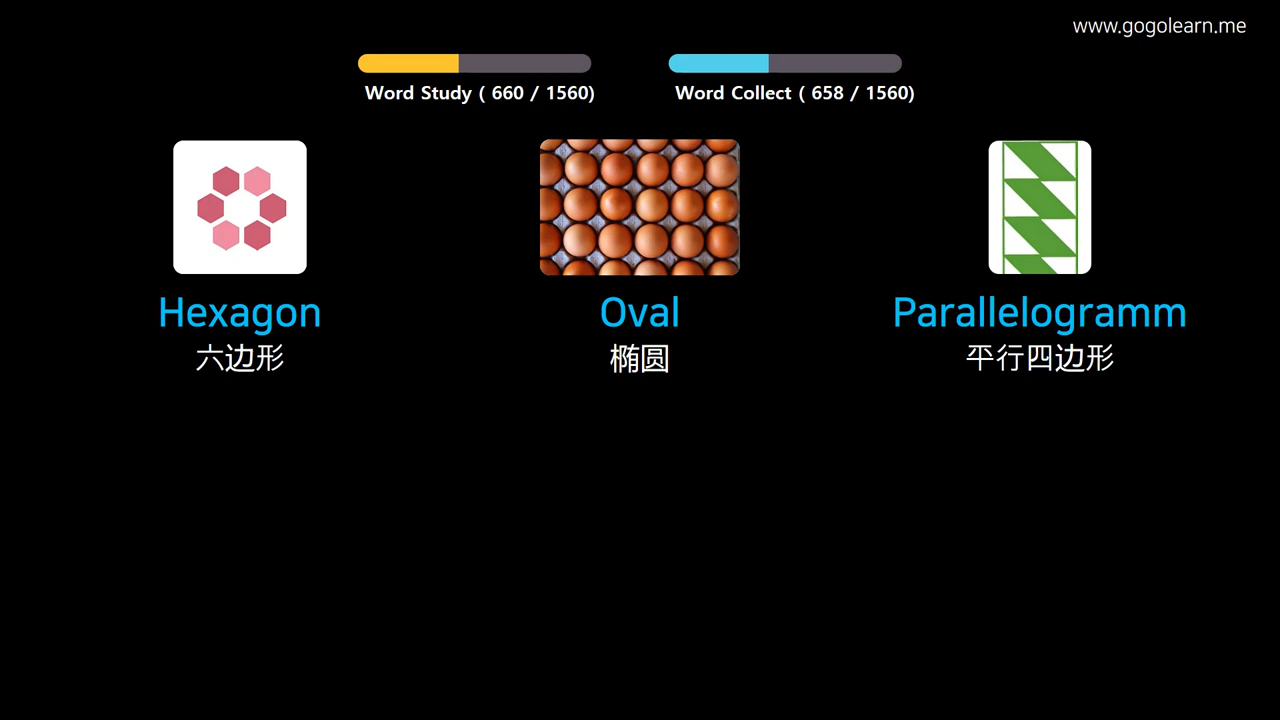 www.gogolearn.me
Word Study ( 660 / 1560)
Word Collect ( 658 / 1560)
Hexagon
Oval
Parallelogramm
六边形
椭圆
平行四边形